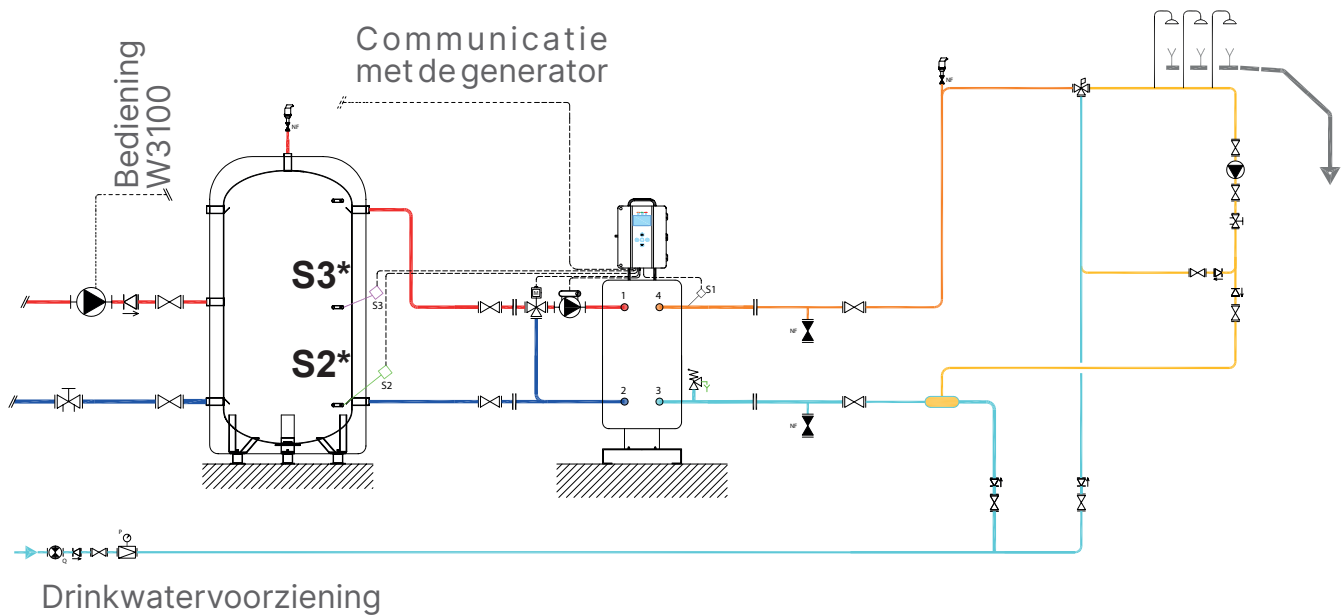 Communicatie
met de generator
Bediening
W3100
NF
NF
S3*
S3
S2*
S2
M
1
4
2
3
S1
NF
NF
P
Q
Drinkwatervoorziening